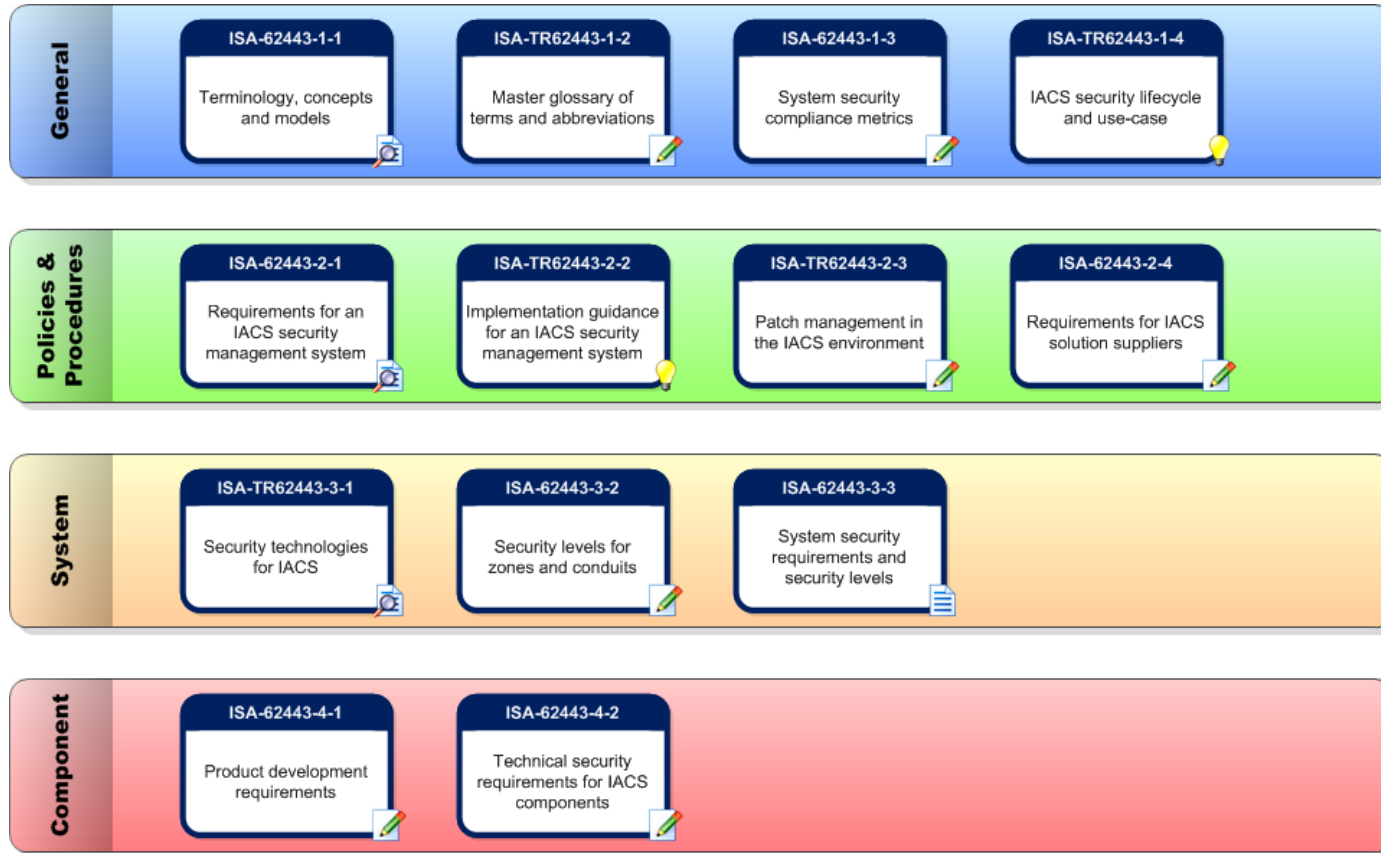 General
ISA-62443-1-1
Terminology, concepts
and models
ISA-TR62443-1-2
Master glossary of
terms and abbreviations
ISA-62443-1-3
System security
compliance metrics
ISA-TR62443-1-4
IACS security lifecycle
and use-case
Policies &
Procedures
ISA-62443-2-1
Requirements for an
IACS security
management system
ISA-TR62443-2-2
Implementation guidance
for an IACS security
management system
ISA-TR62443-2-3
Patch management in
the IACS environment
ISA-62443-2-4
Requirements for IACS
solution suppliers
System
ISA-TR62443-3-1
Security technologies
for IACS
ISA-62443-3-2
Security levels for
zones and conduits
ISA-62443-3-3
System security
requirements and
security levels
Component
ISA-62443-4-1
Product development
requirements
ISA-62443-4-2
Technical security
requirements for IACS
components